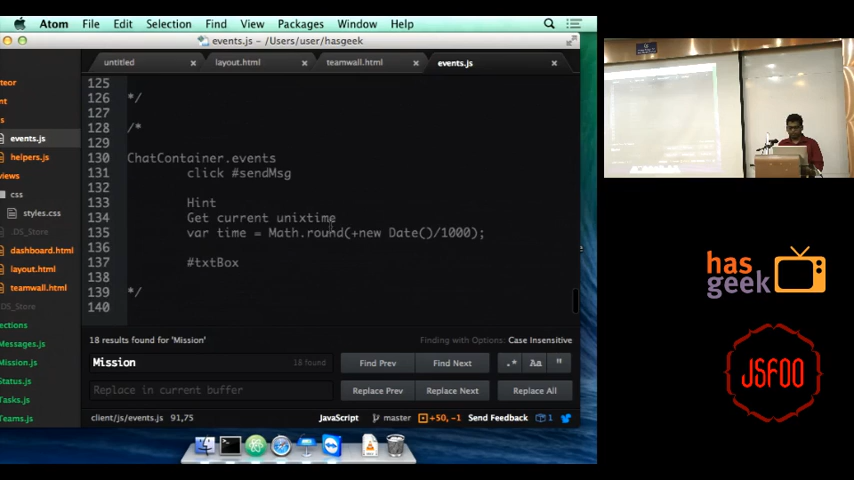 Atom File Edit View Selection Find Packages Window Help
events.js – /Users/user/hasgeek
untitled layout.html teamwall.html events.js
teor
nt
s
events.js
helpers.js
views
css
styles.css
.DS_Store
dashboard.html
layout.html
teamwall.html
.DS_Store
ections
Messages.js
Mission.js
Status.js
Tasks.js
Teams.js
125
126 */
127
128 /*
129
130 ChatContainer.events
131 click #sendMsg
132
133 Hint
134 Get current unixtime
135 var time = Math.round(+new Date()/1000);
136
137 #txtBox
138
139 */
140
18 results found for 'Mission' Finding with Options: Case Insensitive
Mission 18 found Find Prev Find Next .* Aa "
Replace in current buffer Replace Prev Replace Next Replace All
client/js/events.js 91,75 JavaScript master +50, -1 Send Feedback 1
has
geek
JSFOO